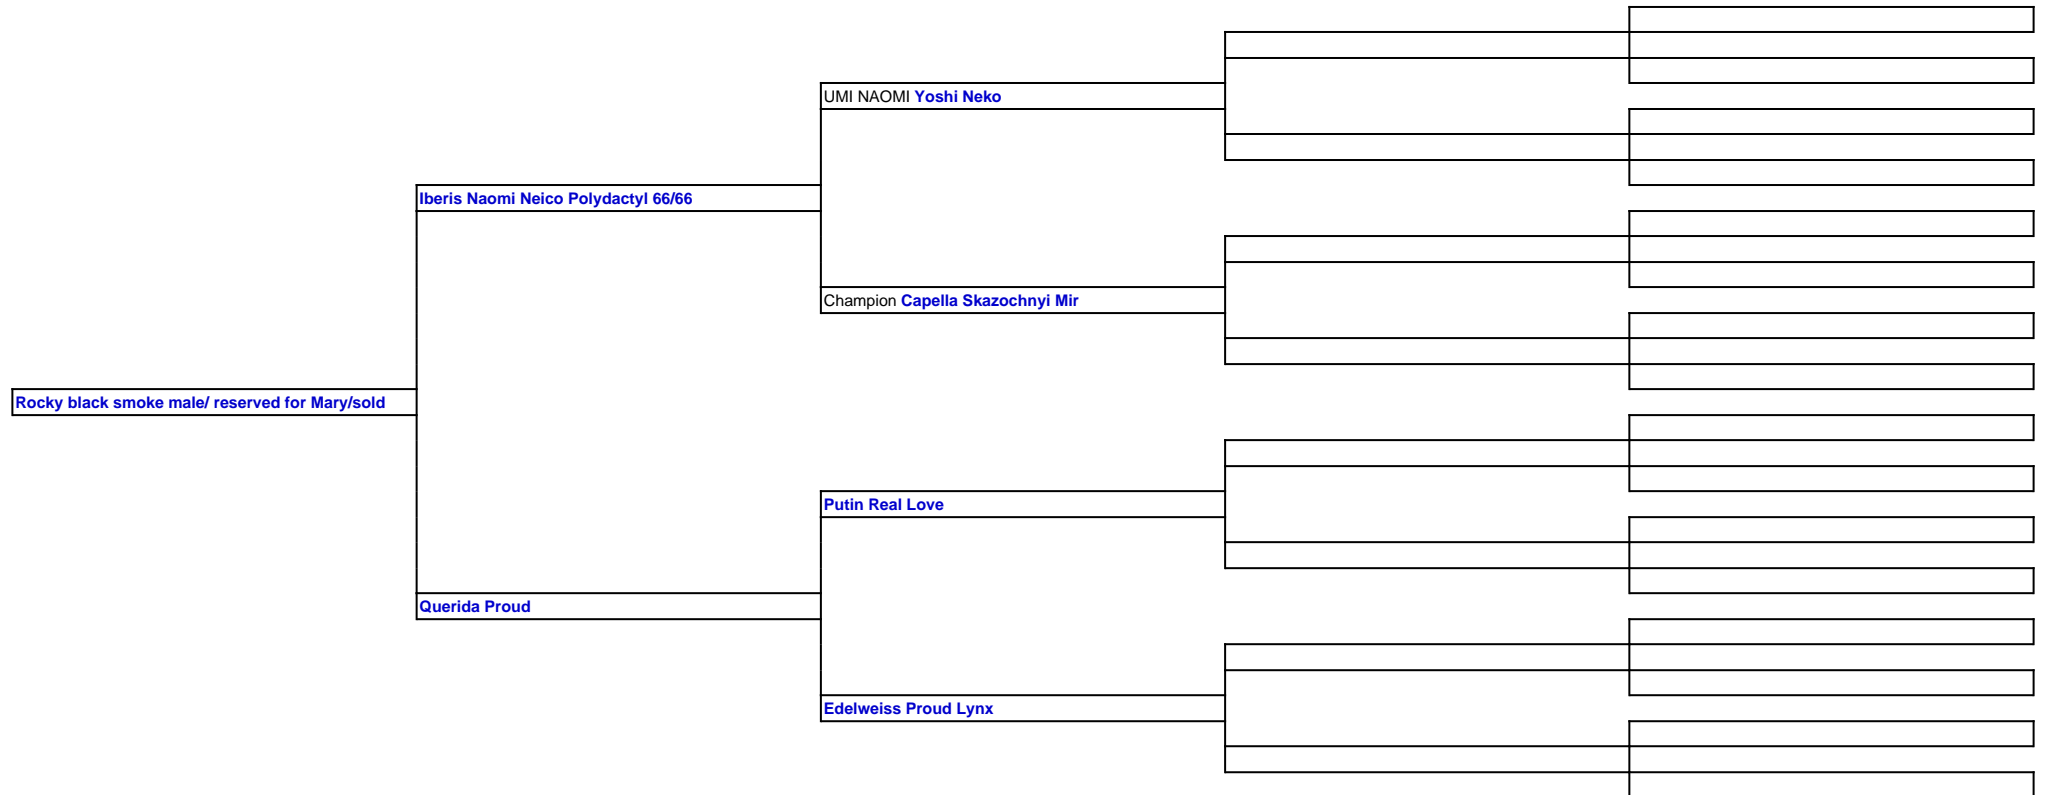 UMI NAOMI Yoshi Neko
Iberis Naomi Neico Polydactyl 66/66
Champion Capella Skazochnyi Mir
Rocky black smoke male/ reserved for Mary/sold
Putin Real Love
Querida Proud
Edelweiss Proud Lynx